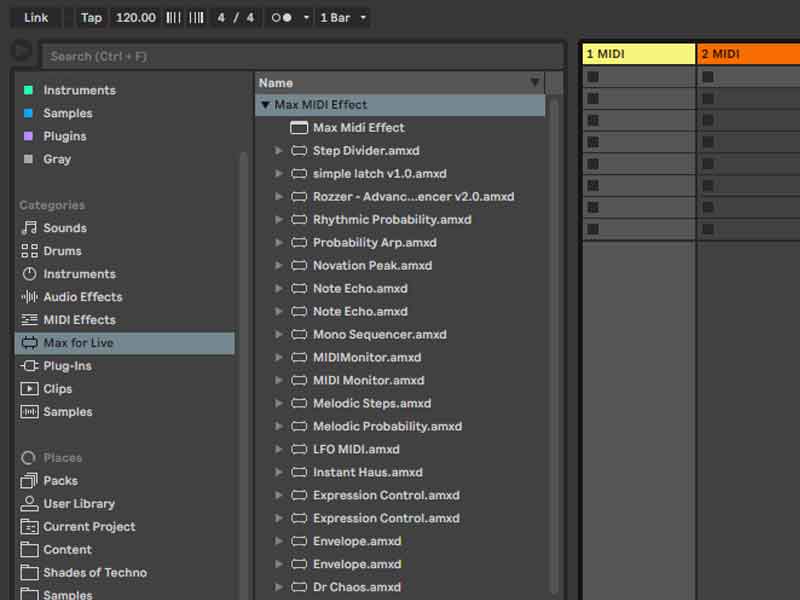 Link
Tap
120.00
4 / 4
1 Bar
Search (Ctrl + F)
Instruments
Samples
Plugins
Gray
Categories
Sounds
Drums
Instruments
Audio Effects
MIDI Effects
Max for Live
Plug-Ins
Clips
Samples
Places
Packs
User Library
Current Project
Content
Shades of Techno
Samples
Name
Max MIDI Effect
Max Midi Effect
Step Divider.amxd
simple latch v1.0.amxd
Rozzer - Advanc...encer v2.0.amxd
Rhythmic Probability.amxd
Probability Arp.amxd
Novation Peak.amxd
Note Echo.amxd
Note Echo.amxd
Mono Sequencer.amxd
MIDIMonitor.amxd
MIDI Monitor.amxd
Melodic Steps.amxd
Melodic Probability.amxd
LFO MIDI.amxd
Instant Haus.amxd
Expression Control.amxd
Expression Control.amxd
Envelope.amxd
Envelope.amxd
Dr Chaos.amxd
1 MIDI
2 MIDI